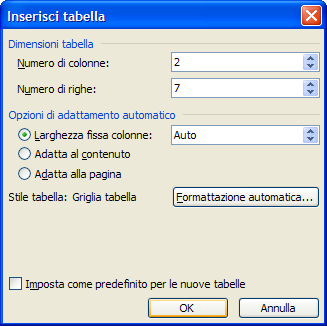 Inserisci tabella
Dimensioni tabella
Numero di colonne: 2
Numero di righe: 7
Opzioni di adattamento automatico
Larghezza fissa colonne: Auto
Adatta al contenuto
Adatta alla pagina
Stile tabella: Griglia tabella Formattazione automatica...
Imposta come predefinito per le nuove tabelle
OK Annulla